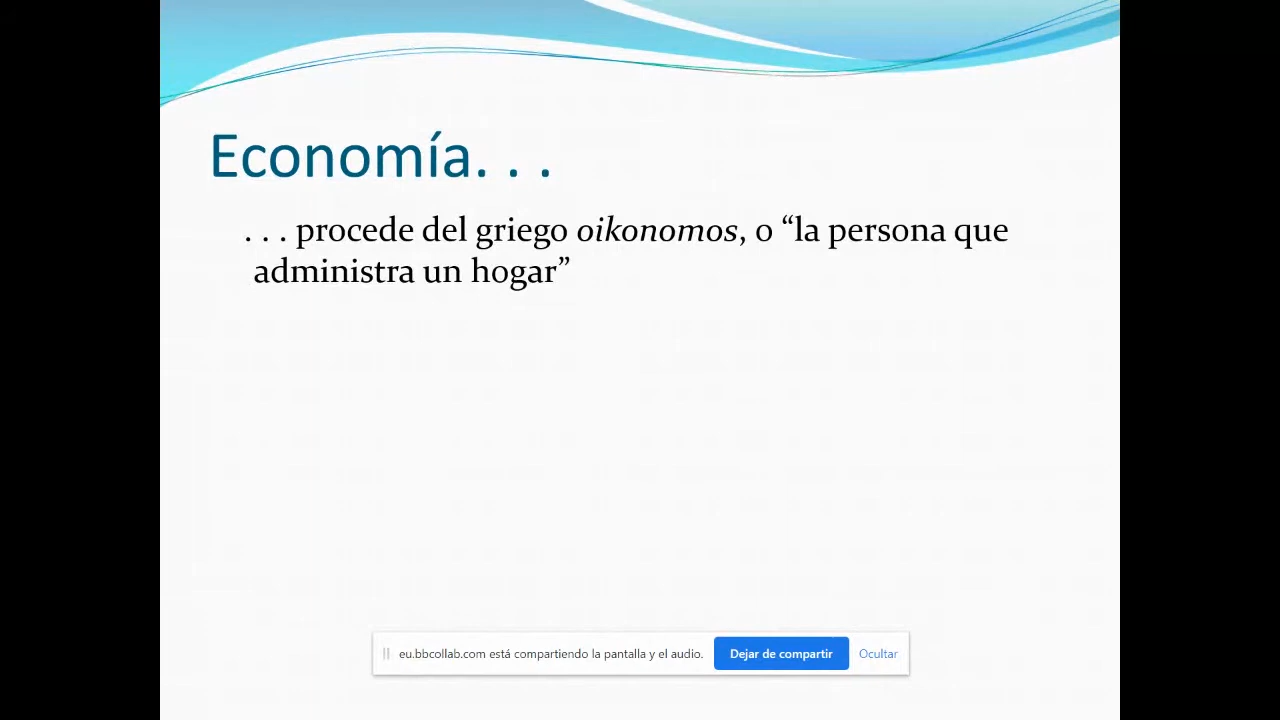 Economía. . .
. . . procede del griego oikonomos, o “la persona que
administra un hogar”
eu.bbcollab.com está compartiendo la pantalla y el audio. Dejar de compartir Ocultar